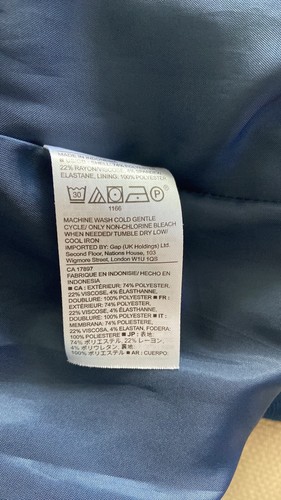 22% RAYON/VISCOSE,
ELASTANE, LINING: 100% POLYESTER
30
P
1166
MACHINE WASH COLD GENTLE
CYCLE/ ONLY NON-CHLORINE BLEACH
WHEN NEEDED/ TUMBLE DRY LOW/
COOL IRON
IMPORTED BY: Gap (UK Holdings) Ltd.
South Block, Nations House, 103
Wigmore Street, London W1U 1QS
CA 17897
FABRIQUÉ EN INDONÉSIE/ HECHO EN
INDONESIA
■ CA : EXTÉRIEUR: 74% POLYESTER,
22% VISCOSE, 4% ÉLASTHANNE,
DOUBLURE: 100% POLYESTER ■ FR :
EXTÉRIEUR: 74% POLYESTER, 22%
VISCOSE, 4% ÉLASTHANNE,
DOUBLURE: 100% POLYESTER ■ IT :
MEMBRANA: 74% POLIESTERE,
22% VISCOSA, 4% ELASTAN, FODERA:
100% POLIESTERE ■ JP : 表地:
74% ポリエステル, 22% レーヨン,
4% ポリウレタン, 裏地:
100% ポリエステル ■ AR : CUERPO: